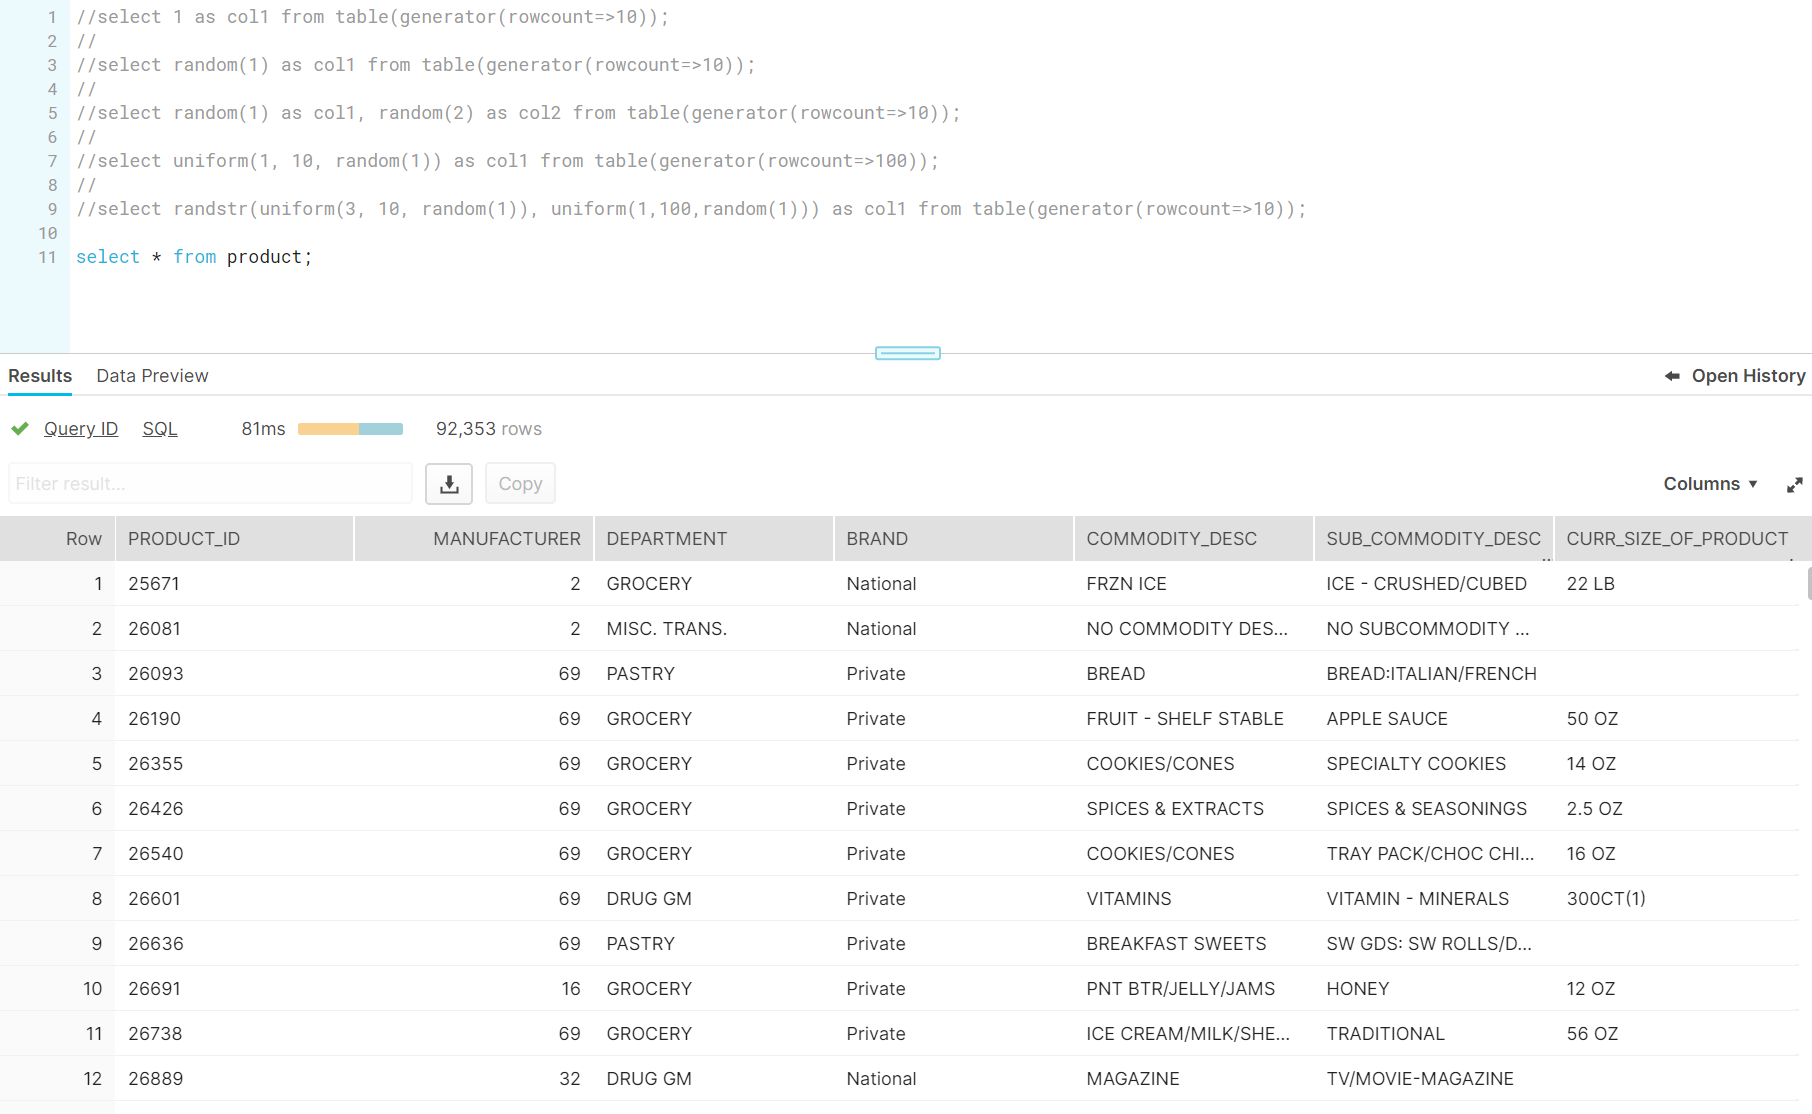 1 //select 1 as col1 from table(generator(rowcount=>10));
2 //
3 //select random(1) as col1 from table(generator(rowcount=>10));
4 //
5 //select random(1) as col1, random(2) as col2 from table(generator(rowcount=>10));
6 //
7 //select uniform(1, 10, random(1)) as col1 from table(generator(rowcount=>100));
8 //
9 //select randstr(uniform(3, 10, random(1)), uniform(1,100,random(1))) as col1 from table(generator(rowcount=>10));
10
11 select * from product;
Results Data Preview Open History
Query ID SQL 81ms 92,353 rows
Filter result... Copy Columns
Row PRODUCT_ID MANUFACTURER DEPARTMENT BRAND COMMODITY_DESC SUB_COMMODITY_DESC CURR_SIZE_OF_PRODUCT
1 25671 2 GROCERY National FRZN ICE ICE - CRUSHED/CUBED 22 LB
2 26081 2 MISC. TRANS. National NO COMMODITY DES... NO SUBCOMMODITY ...
3 26093 69 PASTRY Private BREAD BREAD:ITALIAN/FRENCH
4 26190 69 GROCERY Private FRUIT - SHELF STABLE APPLE SAUCE 50 OZ
5 26355 69 GROCERY Private COOKIES/CONES SPECIALTY COOKIES 14 OZ
6 26426 69 GROCERY Private SPICES & EXTRACTS SPICES & SEASONINGS 2.5 OZ
7 26540 69 GROCERY Private COOKIES/CONES TRAY PACK/CHOC CHI... 16 OZ
8 26601 69 DRUG GM Private VITAMINS VITAMIN - MINERALS 300CT(1)
9 26636 69 PASTRY Private BREAKFAST SWEETS SW GDS: SW ROLLS/D...
10 26691 16 GROCERY Private PNT BTR/JELLY/JAMS HONEY 12 OZ
11 26738 69 GROCERY Private ICE CREAM/MILK/SHE... TRADITIONAL 56 OZ
12 26889 32 DRUG GM National MAGAZINE TV/MOVIE-MAGAZINE